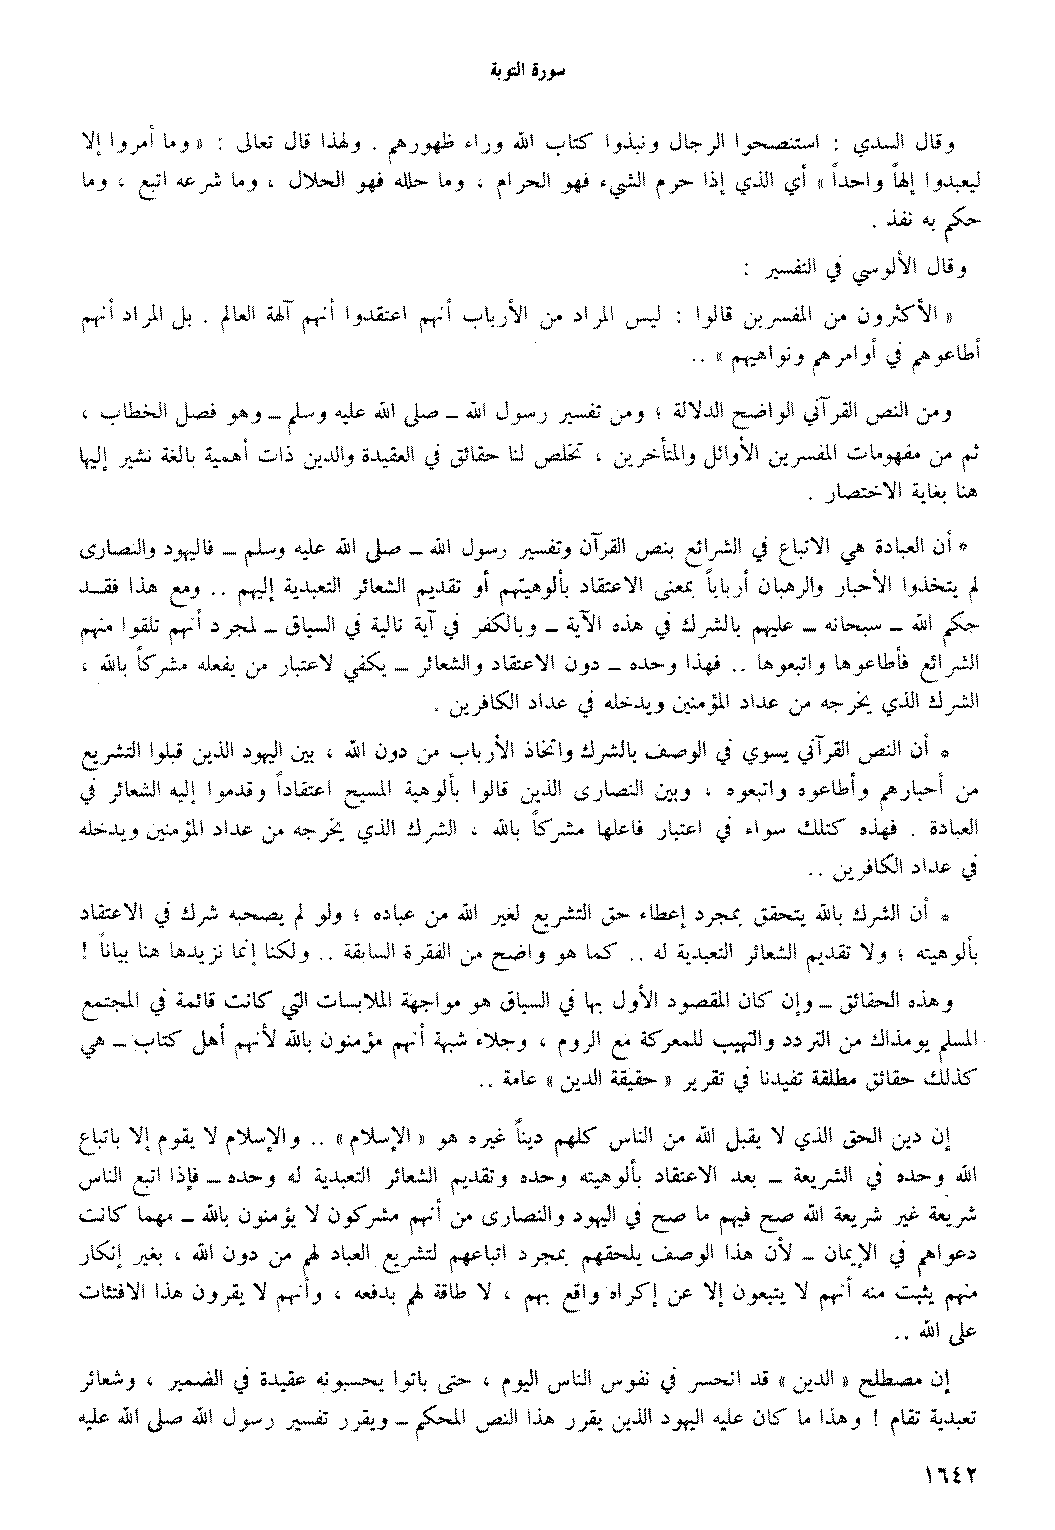 سورة التوبة
وقال السدي : استنصحوا الرجال ونبذوا كتاب الله وراء ظهورهم . ولهذا قال تعالى : « وما أمروا إلا
ليعبدوا إلهاً واحداً » أي الذي إذا حرم الشيء فهو الحرام ، وما حلله فهو الحلال ، وما شرعه اتبع ، وما
حكم به نفذ .
وقال الألوسي في التفسير :
« الأكثرون من المفسرين قالوا : ليس المراد من الأرباب أنهم اعتقدوا أنهم آلهة العالم . بل المراد أنهم
أطاعوهم في أوامرهم ونواهيهم » ..
ومن النص القرآني الواضح الدلالة ؛ ومن تفسير رسول الله – صلى الله عليه وسلم – وهو فصل الخطاب ،
ثم من مفهومات المفسرين الأوائل والمتأخرين ، تخلص لنا حقائق في العقيدة والدين ذات أهمية بالغة نشير إليها
هنا بغاية الاختصار .
* أن العبادة هي الاتباع في الشرائع بنص القرآن وتفسير رسول الله – صلى الله عليه وسلم – فاليهود والنصارى
لم يتخذوا الأحبار والرهبان أرباباً بمعنى الاعتقاد بألوهيتهم أو تقديم الشعائر التعبدية إليهم .. ومع هذا فقد
حكم الله – سبحانه – عليهم بالشرك في هذه الآية – وبالكفر في آية تالية في السياق – لمجرد أنهم تلقوا منهم
الشرائع فأطاعوها واتبعوها .. فهذا وحده – دون الاعتقاد والشعائر – يكفي لاعتبار من يفعله مشركاً بالله ،
الشرك الذي يخرجه من عداد المؤمنين ويدخله في عداد الكافرين .
* أن النص القرآني يسوي في الوصف بالشرك واتخاذ الأرباب من دون الله ، بين اليهود الذين قبلوا التشريع
من أحبارهم وأطاعوه واتبعوه ، وبين النصارى الذين قالوا بألوهية المسيح اعتقاداً وقدموا إليه الشعائر في
العبادة . فهذه كتلك سواء في اعتبار فاعلها مشركاً بالله ، الشرك الذي يخرجه من عداد المؤمنين ويدخله
في عداد الكافرين ..
* أن الشرك بالله يتحقق بمجرد إعطاء حق التشريع لغير الله من عباده ؛ ولو لم يصحبه شرك في الاعتقاد
بألوهيته ؛ ولا تقديم الشعائر التعبدية له .. كما هو واضح من الفقرة السابقة .. ولكنا إنما نزيدها هنا بياناً !
وهذه الحقائق – وإن كان المقصود الأول بها في السياق هو مواجهة الملابسات التي كانت قائمة في المجتمع
المسلم يومذاك من التردد والتهيب للمعركة مع الروم ، وجلاء شبهة أنهم مؤمنون بالله لأنهم أهل كتاب – هي
كذلك حقائق مطلقة تفيدنا في تقرير « حقيقة الدين » عامة ..
إن دين الحق الذي لا يقبل الله من الناس كلهم ديناً غيره هو « الإسلام » .. والإسلام لا يقوم إلا باتباع
الله وحده في الشريعة – بعد الاعتقاد بألوهيته وحده وتقديم الشعائر التعبدية له وحده – فإذا اتبع الناس
شريعة غير شريعة الله صح فيهم ما صح في اليهود والنصارى من أنهم مشركون لا يؤمنون بالله – مهما كانت
دعواهم في الإيمان – لأن هذا الوصف يلحقهم بمجرد اتباعهم لتشريع العباد لهم من دون الله ، بغير إنكار
منهم يثبت منه أنهم لا يتبعون إلا عن إكراه واقع بهم ، لا طاقة لهم بدفعه ، وأنهم لا يقرون هذا الافتئات
على الله ..
إن مصطلح « الدين » قد انحسر في نفوس الناس اليوم ، حتى باتوا يحسبونه عقيدة في الضمير ، وشعائر
تعبدية تقام ! وهذا ما كان عليه اليهود الذين يقرر هذا النص المحكم – ويقرر تفسير رسول الله صلى الله عليه
١٦٤٢